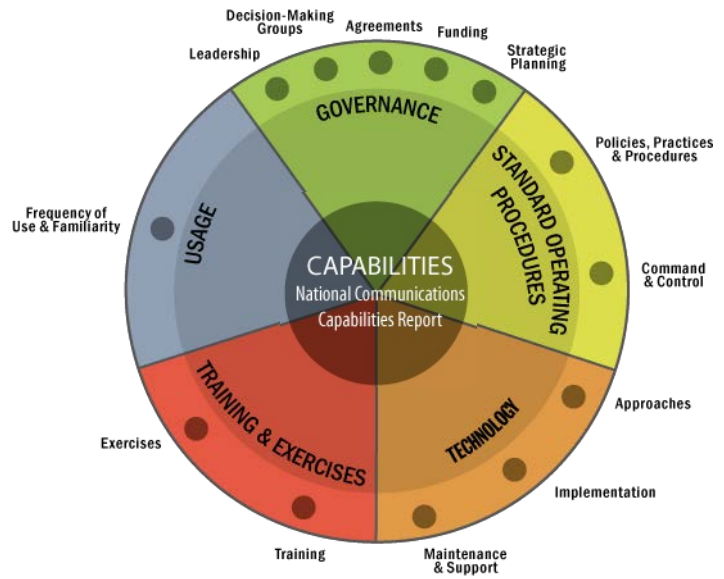 Decision-Making
Groups
Agreements
Funding
Leadership
Strategic
Planning
GOVERNANCE
Policies, Practices
& Procedures
STANDARD OPERATING
PROCEDURES
Frequency of
Use & Familiarity
USAGE
CAPABILITIES
National Communications
Capabilities Report
Command
& Control
TRAINING & EXERCISES
TECHNOLOGY
Approaches
Exercises
Implementation
Training
Maintenance
& Support